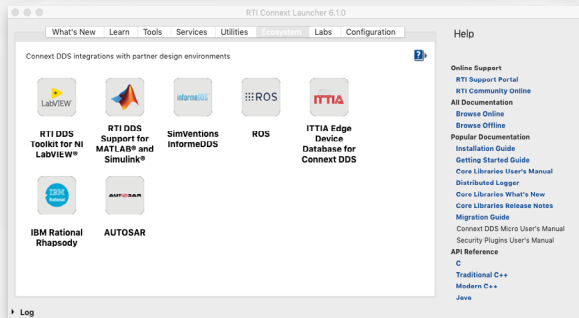 RTI Connext Launcher 6.1.0
What's New Learn Tools Services Utilities Ecosystem Labs Configuration
Connext DDS integrations with partner design environments
?
LabVIEW
RTI DDS
Toolkit for NI
LabVIEW®
RTI DDS
Support for
MATLAB® and
Simulink®
informeDDS
SimVentions
InformeDDS
ROS
ROS
ITTIA
ITTIA Edge
Device
Database for
Connext DDS
IBM
Rational
IBM Rational
Rhapsody
AUTOSAR
AUTOSAR
Log
Help
Online Support
RTI Support Portal
RTI Community Online
All Documentation
Browse Online
Browse Offline
Popular Documentation
Installation Guide
Getting Started Guide
Core Libraries User's Manual
Distributed Logger
Core Libraries What's New
Core Libraries Release Notes
Migration Guide
Connext DDS Micro User's Manual
Security Plugins User's Manual
API Reference
C
Traditional C++
Modern C++
Java